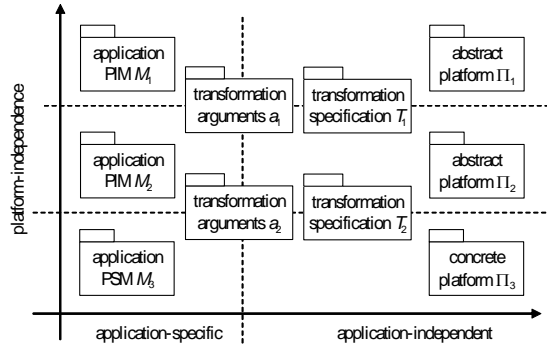 application
PIM M1
abstract
platform Π1
transformation
arguments a1
transformation
specification T1
platform-independence
application
PIM M2
abstract
platform Π2
transformation
arguments a2
transformation
specification T2
application
PSM M3
concrete
platform Π3
application-specific
application-independent